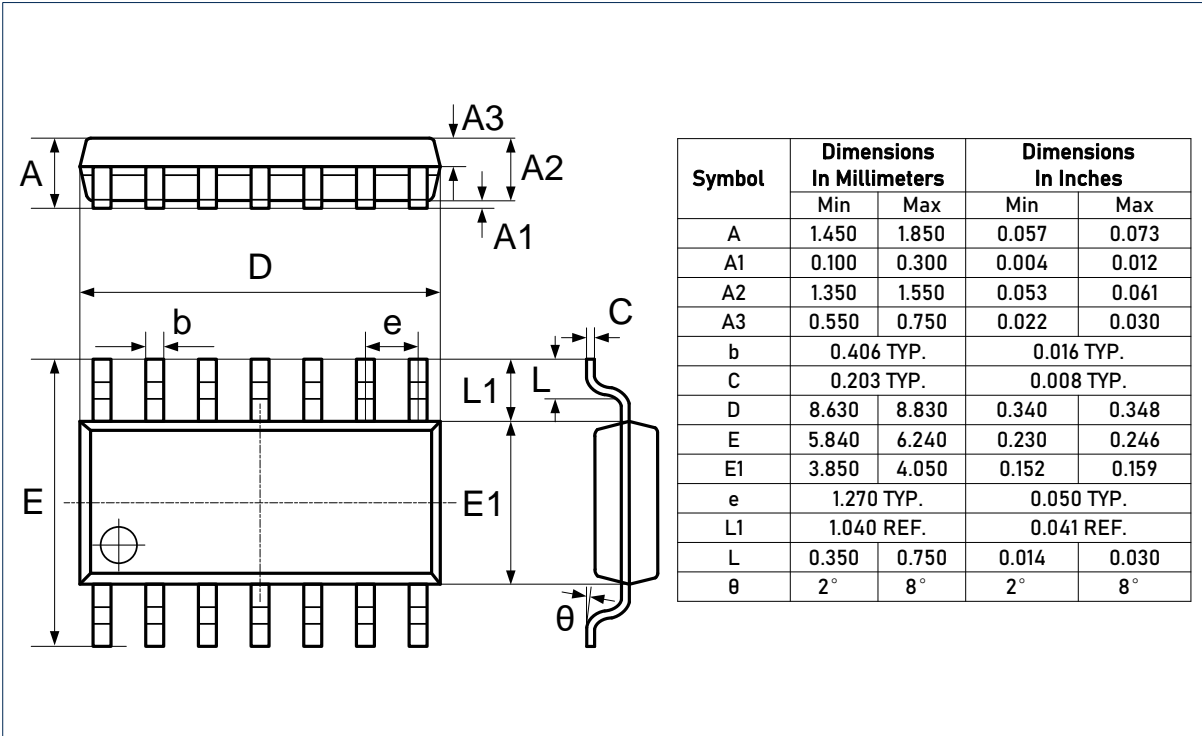 A3
A
A2
A1
D
b
e
C
L
L1
E
E1
θ
Symbol Dimensions In Millimeters Dimensions In Inches
Min Max Min Max
A 1.450 1.850 0.057 0.073
A1 0.100 0.300 0.004 0.012
A2 1.350 1.550 0.053 0.061
A3 0.550 0.750 0.022 0.030
b 0.406 TYP. 0.016 TYP.
C 0.203 TYP. 0.008 TYP.
D 8.630 8.830 0.340 0.348
E 5.840 6.240 0.230 0.246
E1 3.850 4.050 0.152 0.159
e 1.270 TYP. 0.050 TYP.
L1 1.040 REF. 0.041 REF.
L 0.350 0.750 0.014 0.030
θ 2° 8° 2° 8°